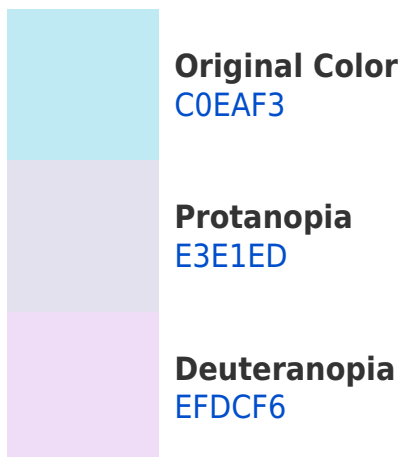 Original Color
C0EAF3
Protanopia
E3E1ED
Deuteranopia
EFDCF6